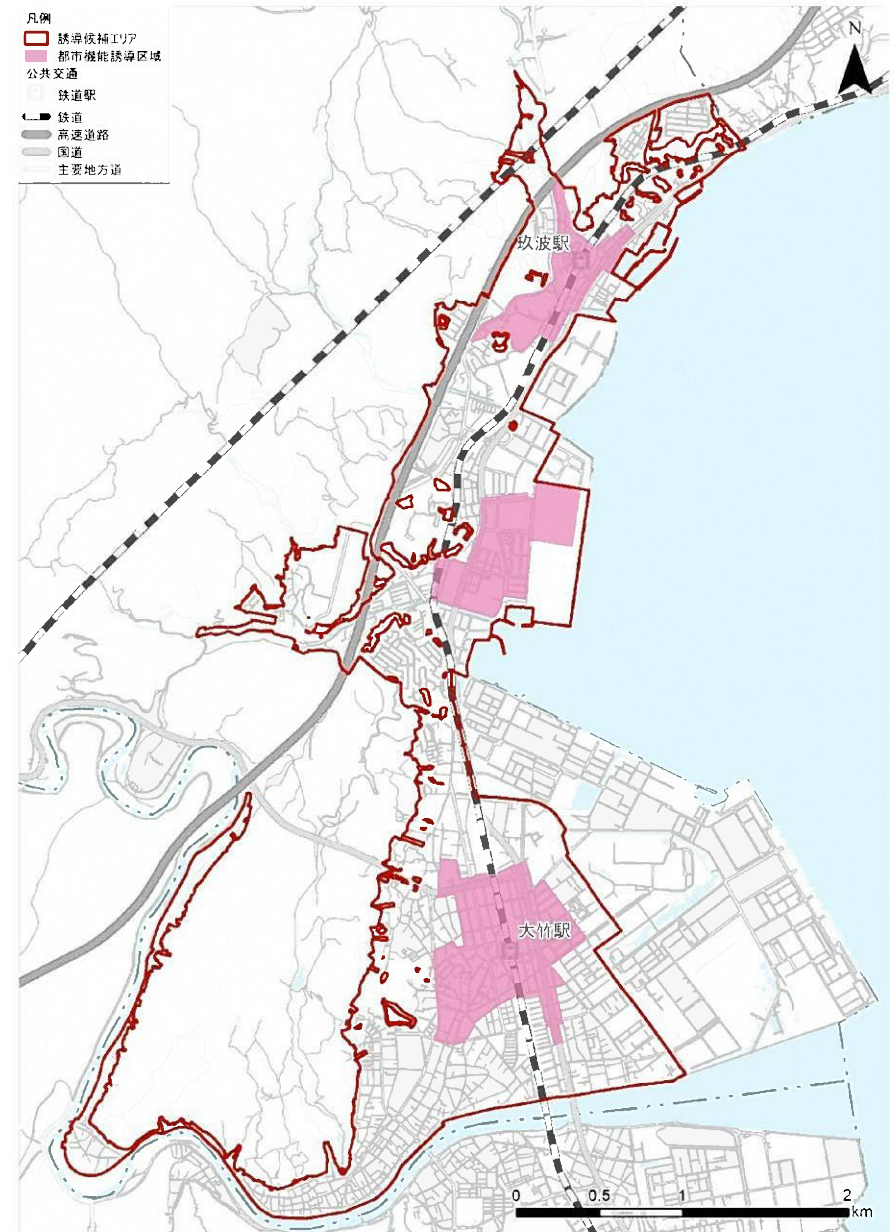 凡例
誘導候補エリア
都市機能誘導区域
公共交通
鉄道駅
鉄道
高速道路
国道
主要地方道
N
玖波駅
大竹駅
0 0.5 1 2
km